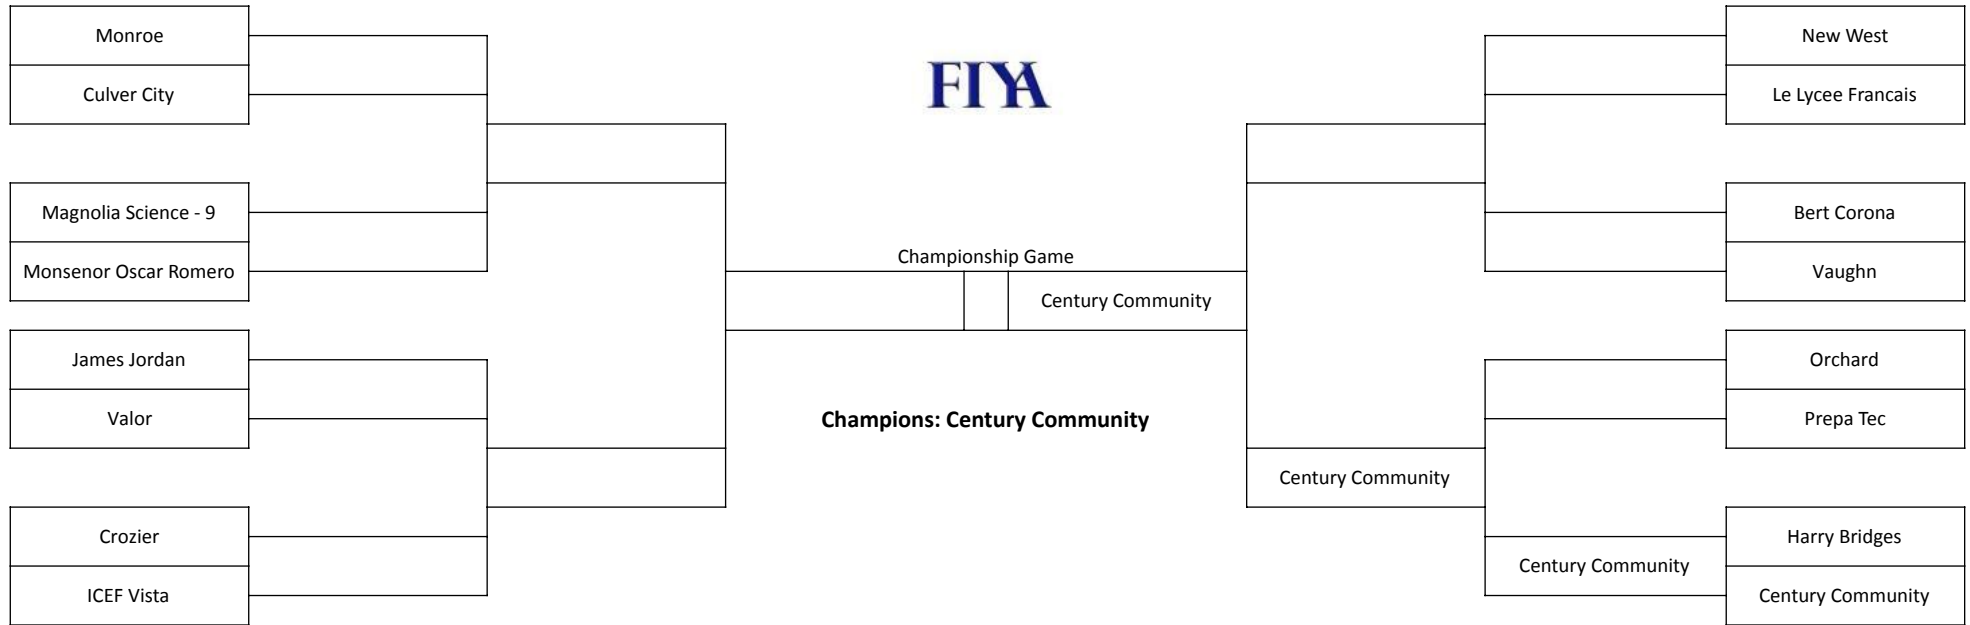 Monroe
Culver City
Magnolia Science - 9
Monsenor Oscar Romero
James Jordan
Valor
Crozier
ICEF Vista
FIYA
Championship Game
Century Community
Champions: Century Community
Century Community
Century Community
New West
Le Lycee Francais
Bert Corona
Vaughn
Orchard
Prepa Tec
Harry Bridges
Century Community